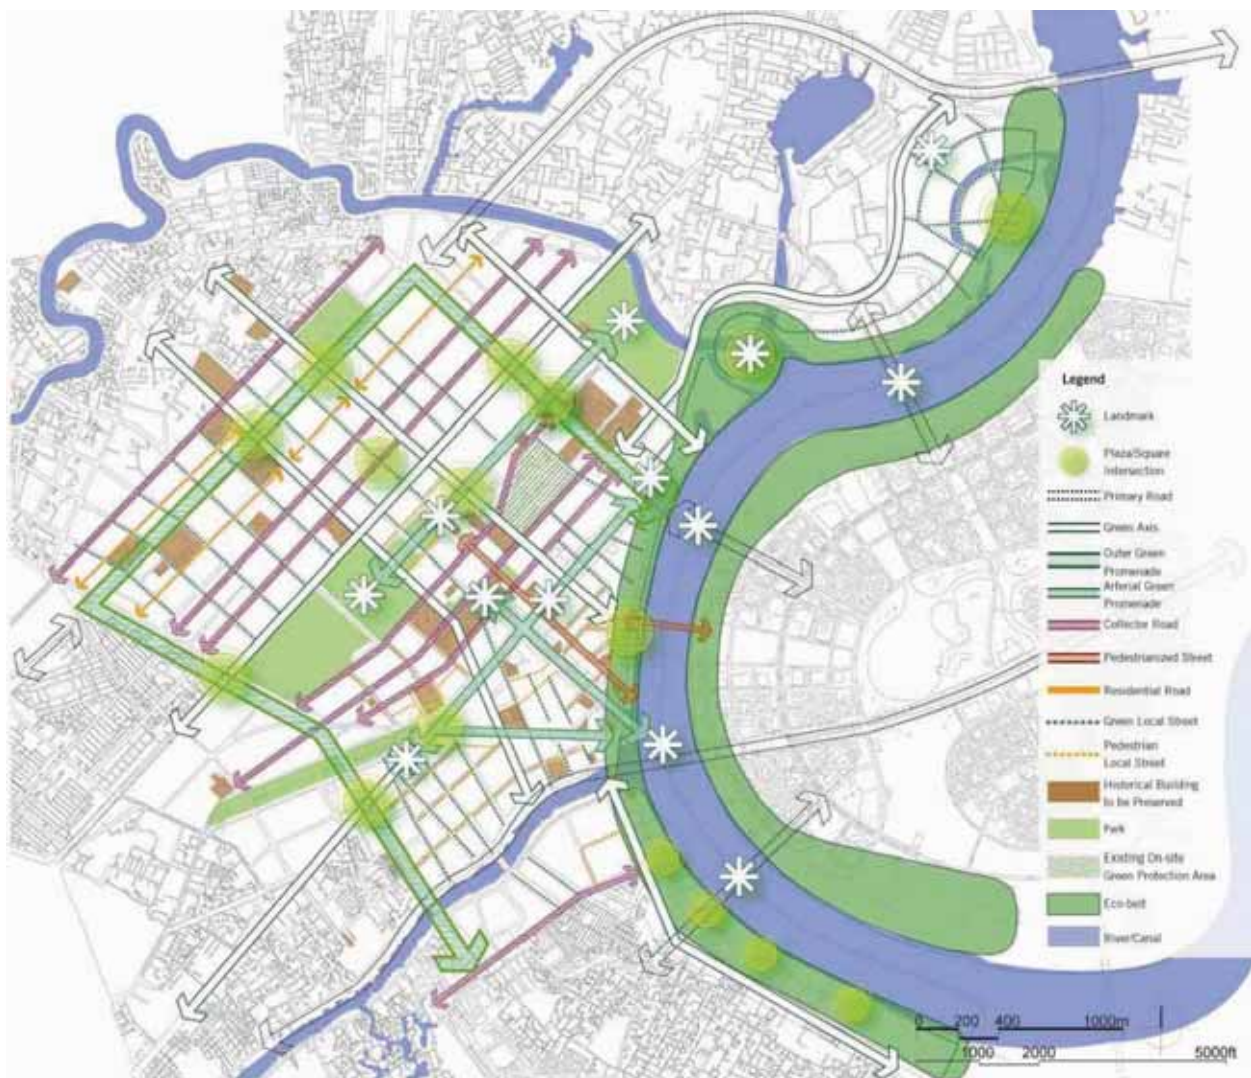 Legend
Landmark
Plaza/Square
Intersection
Primary Road
Green Axis
Outer Green
Promenade
Arterial Green
Promenade
Collector Road
Pedestrianized Street
Residential Road
Green Local Street
Pedestrian
Local Street
Historical Building
to be Preserved
Park
Existing On-site
Green Protection Area
Eco-belt
River/Canal
0 200 400 1000m
1000 2000 5000ft